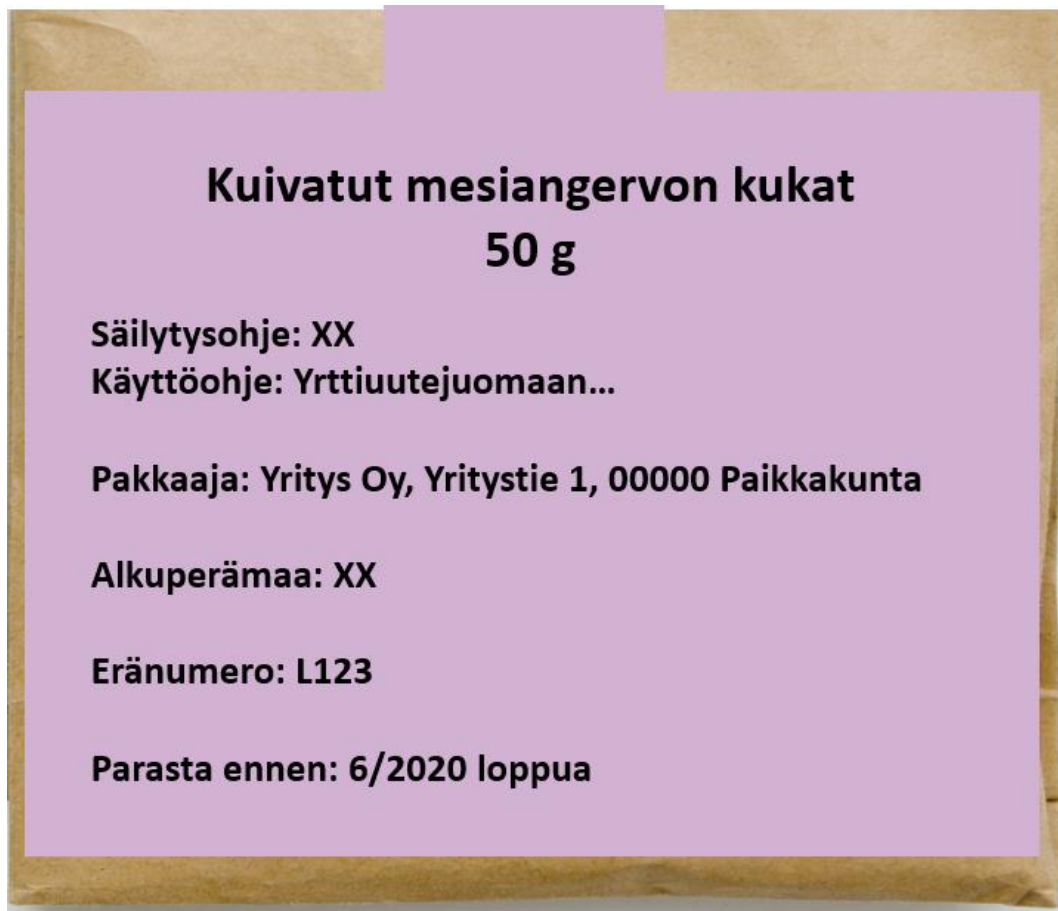 Kuivatut mesiangervon kukat
50 g
Säilytysohje: XX
Käyttöohje: Yrttiuutejuomaan…
Pakkaaja: Yritys Oy, Yritystie 1, 00000 Paikkakunta
Alkuperämaa: XX
Eränumero: L123
Parasta ennen: 6/2020 loppua